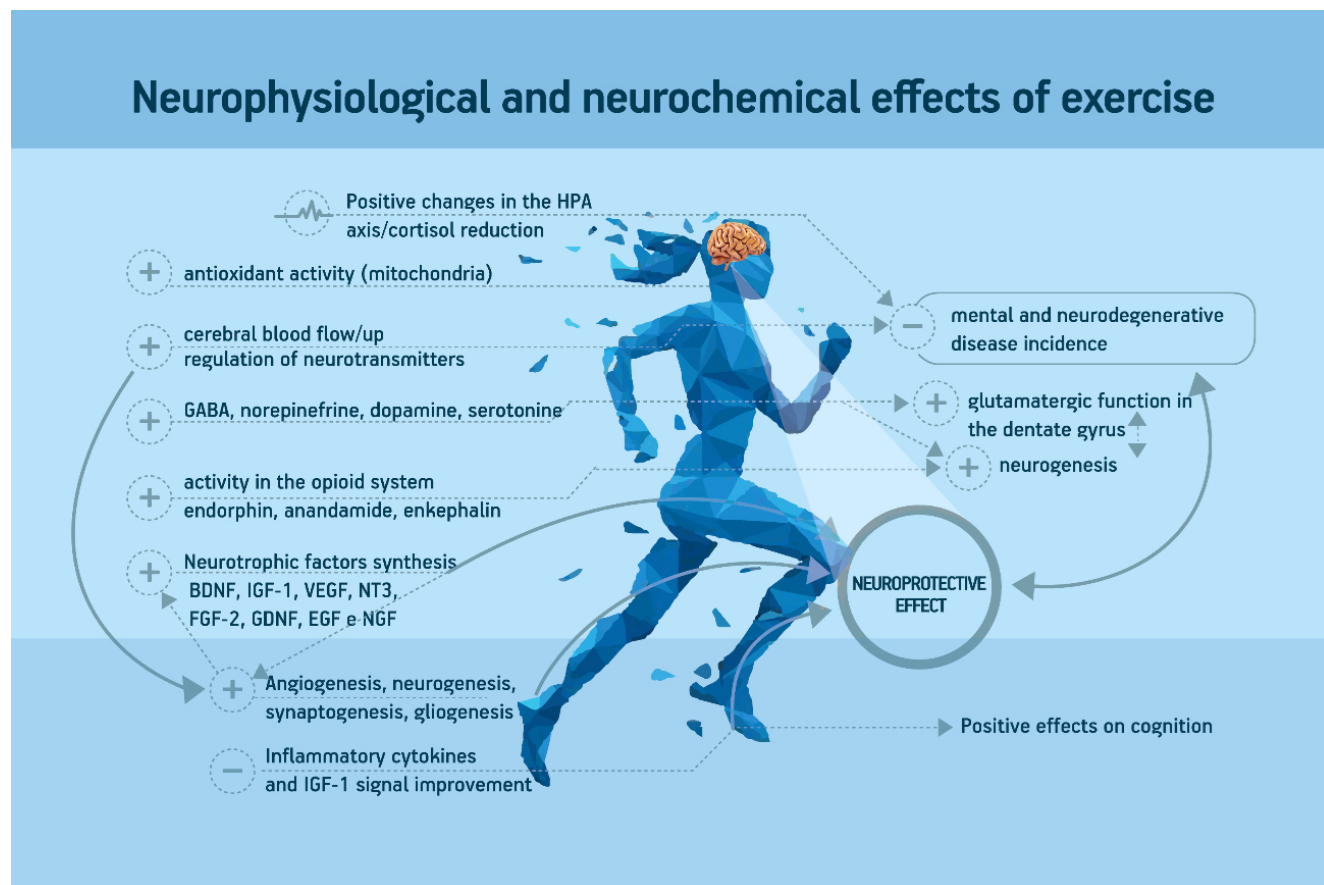 Neurophysiological and neurochemical effects of exercise
Positive changes in the HPA
axis/cortisol reduction
antioxidant activity (mitochondria)
cerebral blood flow/up
regulation of neurotransmitters
GABA, norepinefrine, dopamine, serotonine
activity in the opioid system
endorphin, anandamide, enkephalin
Neurotrophic factors synthesis
BDNF, IGF-1, VEGF, NT3,
FGF-2, GDNF, EGF e NGF
Angiogenesis, neurogenesis,
synaptogenesis, gliogenesis
Inflammatory cytokines
and IGF-1 signal improvement
mental and neurodegenerative
disease incidence
glutamatergic function in
the dentate gyrus
neurogenesis
NEUROPROTECTIVE
EFFECT
Positive effects on cognition